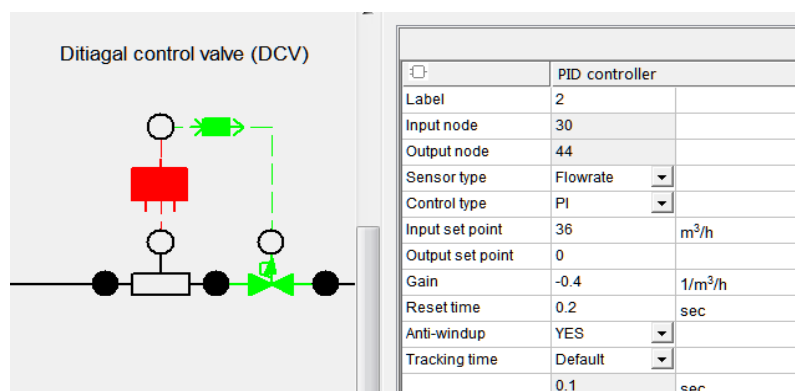 Ditiagal control valve (DCV)
PID controller
Label 2
Input node 30
Output node 44
Sensor type Flowrate
Control type PI
Input set point 36 m³/h
Output set point 0
Gain -0.4 1/m³/h
Reset time 0.2 sec
Anti-windup YES
Tracking time Default
0.1 sec